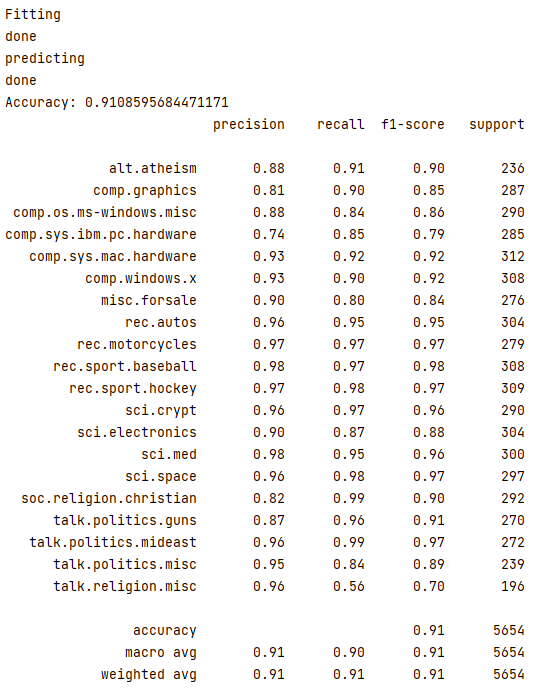 Fitting
done
predicting
done
Accuracy: 0.9108595684471171
precision recall f1-score support
alt.atheism 0.88 0.91 0.90 236
comp.graphics 0.81 0.90 0.85 287
comp.os.ms-windows.misc 0.88 0.84 0.86 290
comp.sys.ibm.pc.hardware 0.74 0.85 0.79 285
comp.sys.mac.hardware 0.93 0.92 0.92 312
comp.windows.x 0.93 0.90 0.92 308
misc.forsale 0.90 0.80 0.84 276
rec.autos 0.96 0.95 0.95 304
rec.motorcycles 0.97 0.97 0.97 279
rec.sport.baseball 0.98 0.97 0.98 308
rec.sport.hockey 0.97 0.98 0.97 309
sci.crypt 0.96 0.97 0.96 290
sci.electronics 0.90 0.87 0.88 304
sci.med 0.98 0.95 0.96 300
sci.space 0.96 0.98 0.97 297
soc.religion.christian 0.82 0.99 0.90 292
talk.politics.guns 0.87 0.96 0.91 270
talk.politics.mideast 0.96 0.99 0.97 272
talk.politics.misc 0.95 0.84 0.89 239
talk.religion.misc 0.96 0.56 0.70 196
accuracy 0.91 5654
macro avg 0.91 0.90 0.91 5654
weighted avg 0.91 0.91 0.91 5654